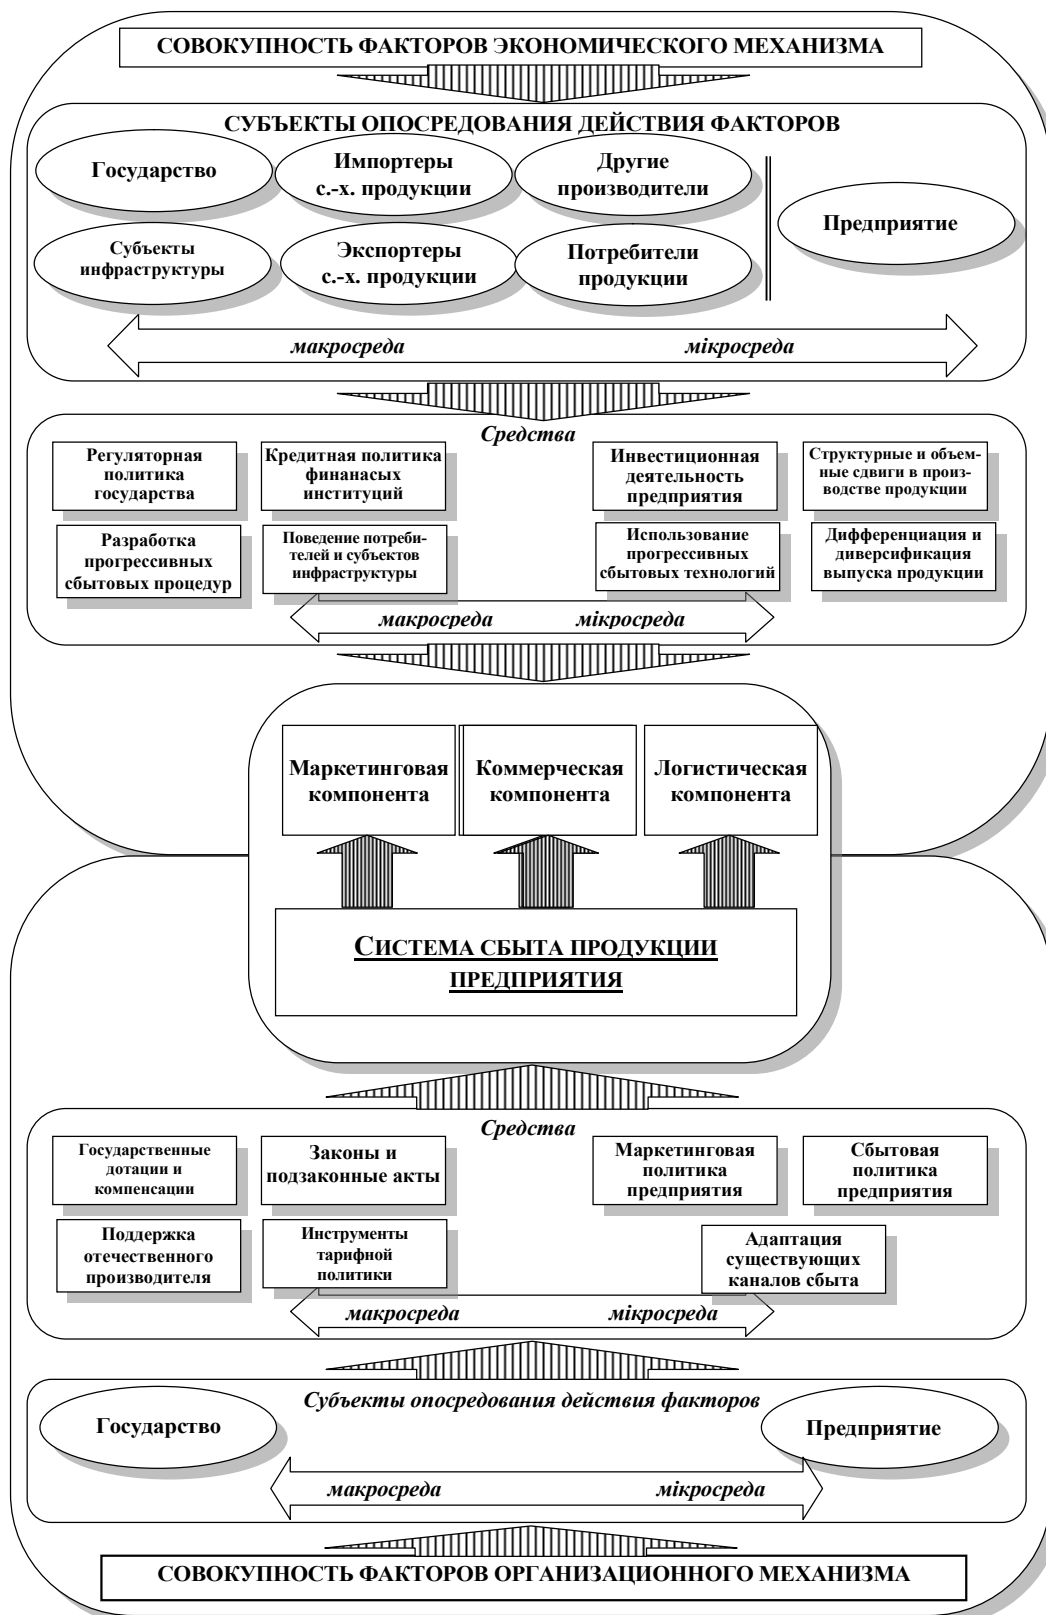 СОВОКУПНОСТЬ ФАКТОРОВ ЭКОНОМИЧЕСКОГО МЕХАНИЗМА
СУБЪЕКТЫ ОПОСРЕДОВАНИЯ ДЕЙСТВИЯ ФАКТОРОВ
Государство
Импортеры
с.-х. продукции
Другие
производители
Предприятие
Субъекты
инфраструктуры
Экспортеры
с.-х. продукции
Потребители
продукции
макросреда
мікросреда
Средства
Регуляторная
политика
государства
Кредитная политика
финанасых
институций
Инвестиционная
деятельность
предприятия
Структурные и объем-
ные сдвиги в произ-
водстве продукции
Разработка
прогрессивных
сбытовых процедур
Поведение потреби-
телей и субъектов
инфраструктуры
Использование
прогрессивных
сбытовых технологий
Дифференциация и
диверсификация
выпуска продукции
макросреда
мікросреда
Маркетинговая
компонента
Коммерческая
компонента
Логистическая
компонента
СИСТЕМА СБЫТА ПРОДУКЦИИ
ПРЕДПРИЯТИЯ
Средства
Государственные
дотации и
компенсации
Законы и
подзаконные акты
Маркетинговая
политика
предприятия
Сбытовая
политика
предприятия
Поддержка
отечественного
производителя
Инструменты
тарифной
политики
Адаптация
существующих
каналов сбыта
макросреда
мікросреда
Субъекты опосредования действия факторов
Государство
Предприятие
макросреда
мікросреда
СОВОКУПНОСТЬ ФАКТОРОВ ОРГАНИЗАЦИОННОГО МЕХАНИЗМА